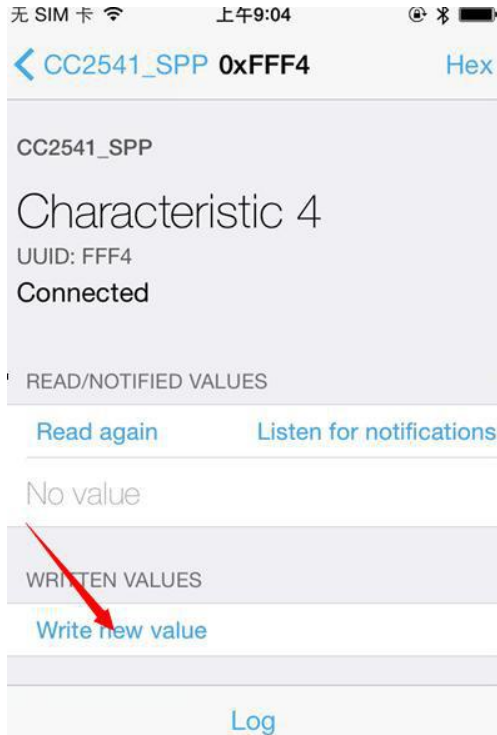 无 SIM 卡 上午9:04
CC2541_SPP 0xFFF4 Hex
CC2541_SPP
Characteristic 4
UUID: FFF4
Connected
READ/NOTIFIED VALUES
Read again Listen for notifications
No value
WRITTEN VALUES
Write new value
Log